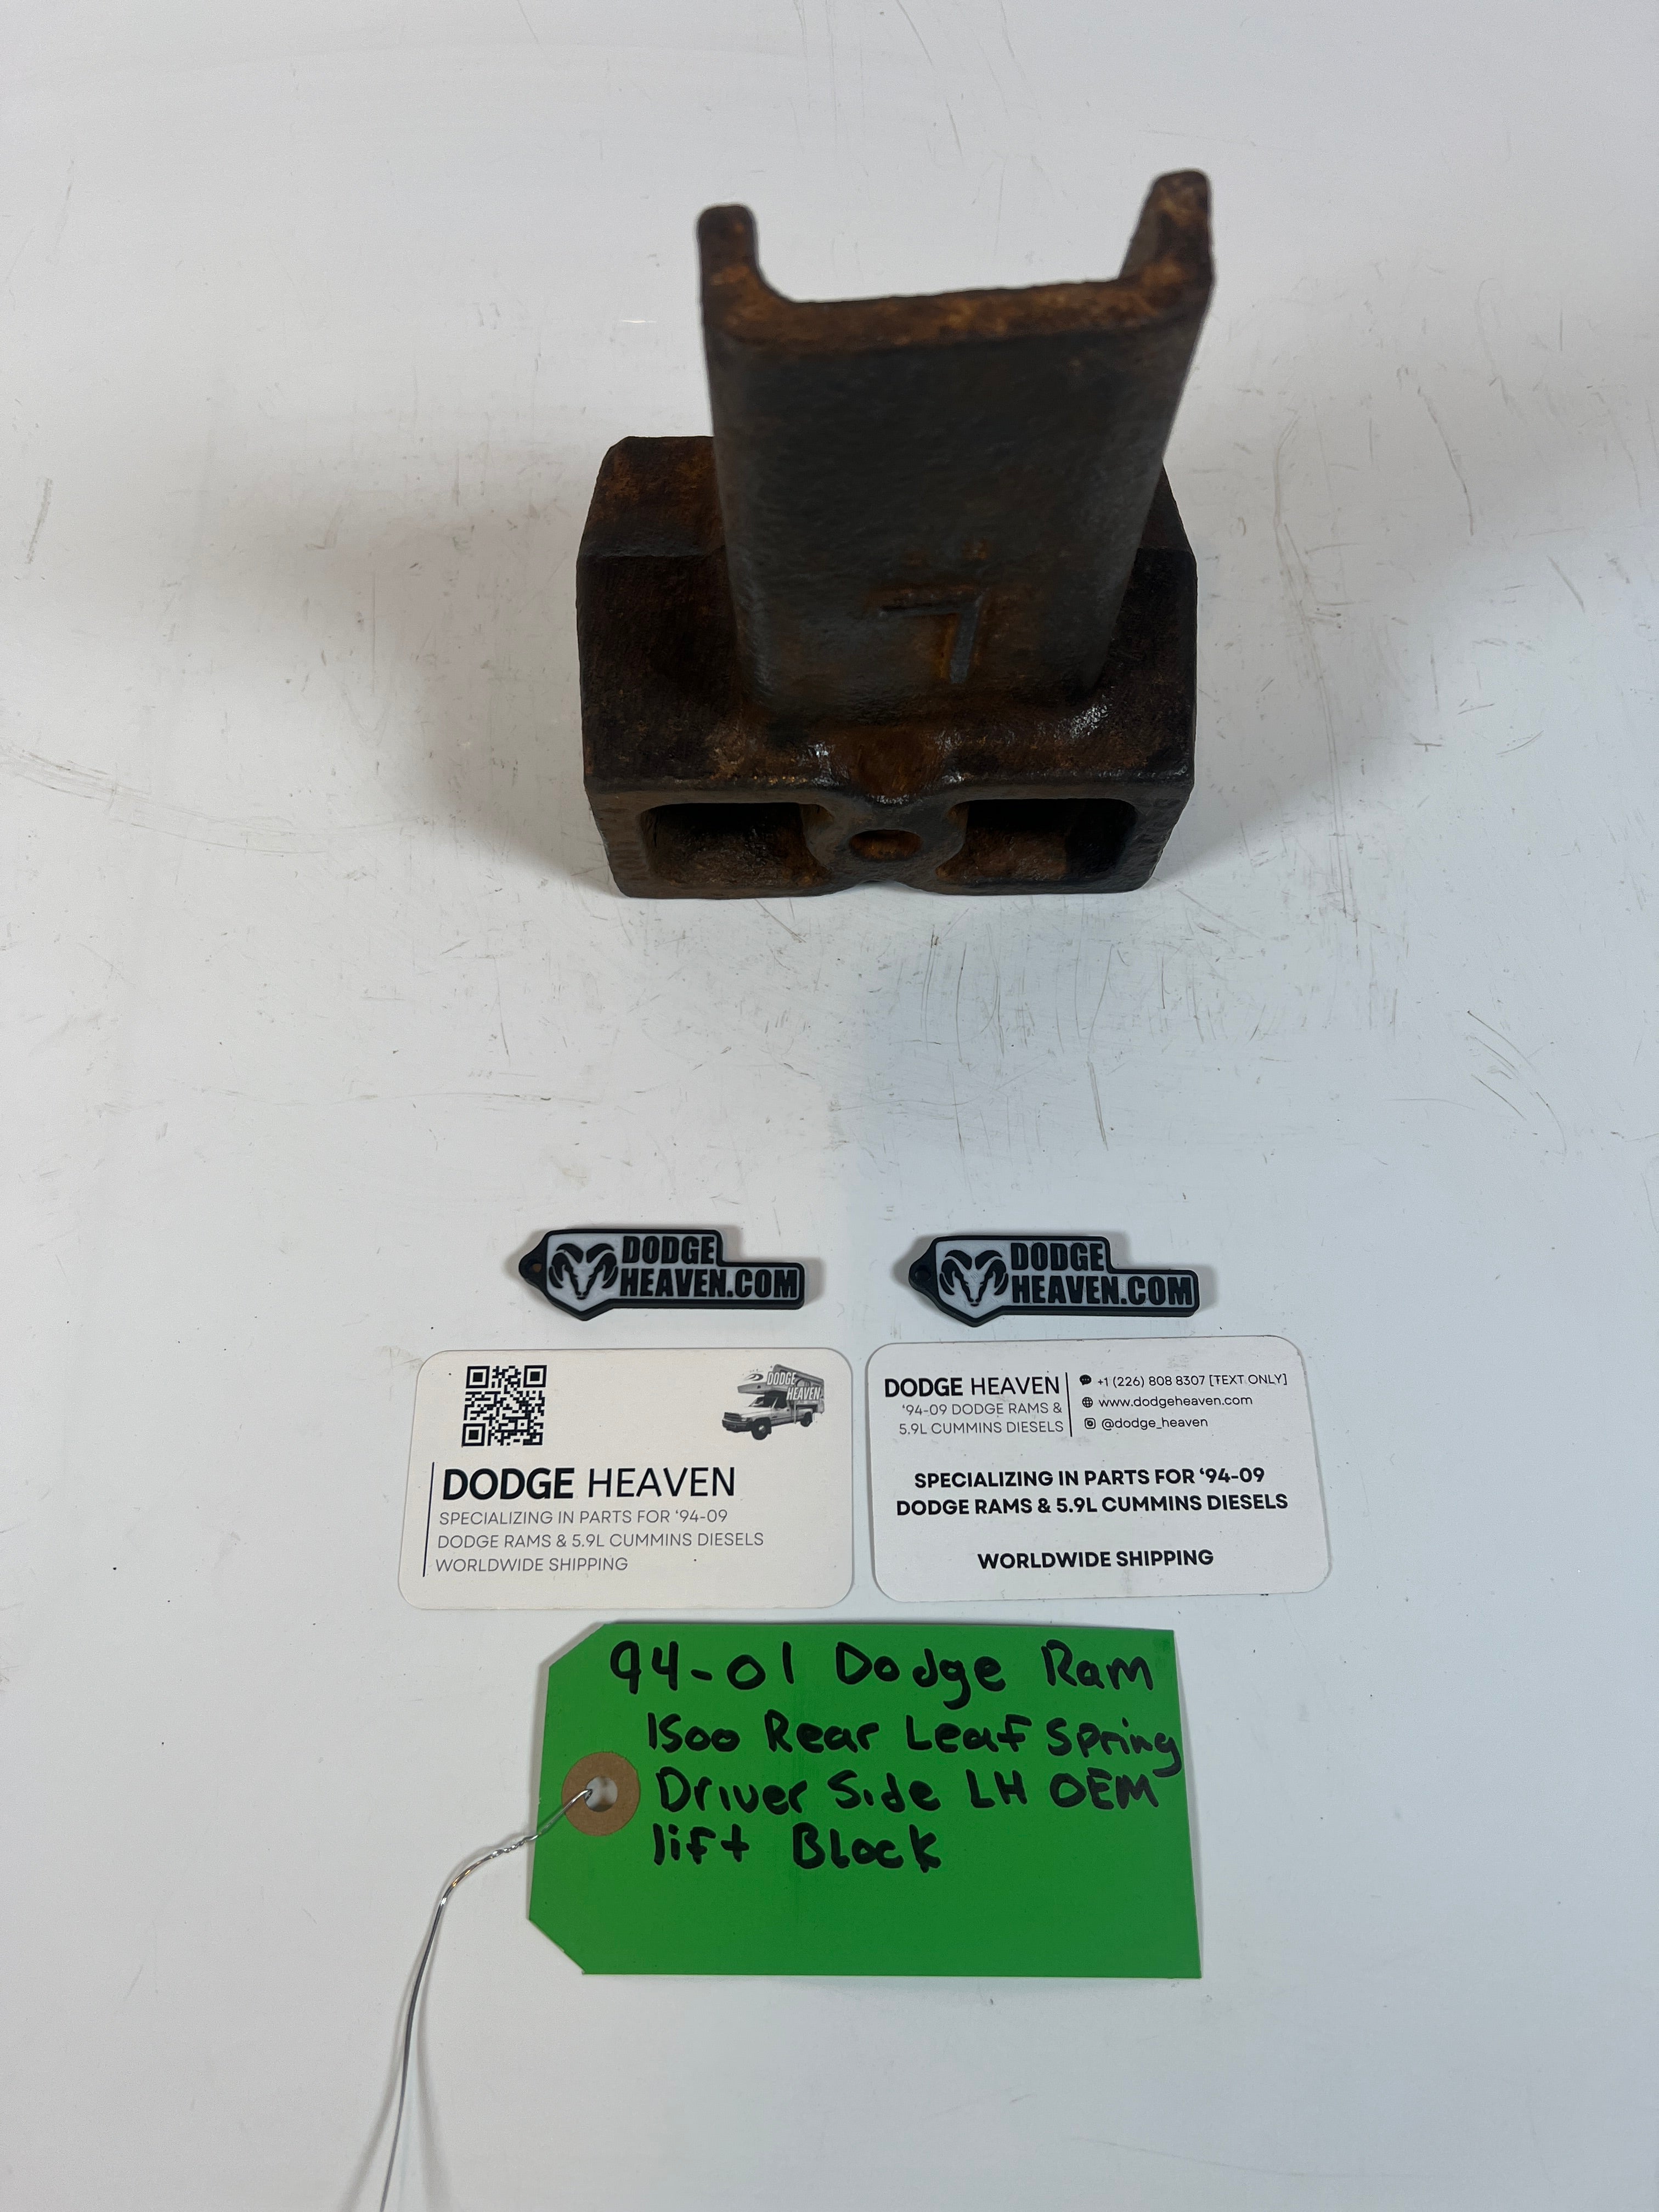 L
DODGE
HEAVEN.COM
DODGE
HEAVEN.COM
DODGE
HEAVEN
DODGE HEAVEN
SPECIALIZING IN PARTS FOR ‘94-09
DODGE RAMS & 5.9L CUMMINS DIESELS
WORLDWIDE SHIPPING
DODGE HEAVEN
‘94-09 DODGE RAMS &
5.9L CUMMINS DIESELS
+1 (226) 808 8307 [TEXT ONLY]
www.dodgeheaven.com
@dodge_heaven
SPECIALIZING IN PARTS FOR ‘94-09
DODGE RAMS & 5.9L CUMMINS DIESELS
WORLDWIDE SHIPPING
94-01 Dodge Ram
1500 Rear Leaf Spring
Driver Side LH OEM
lift Block